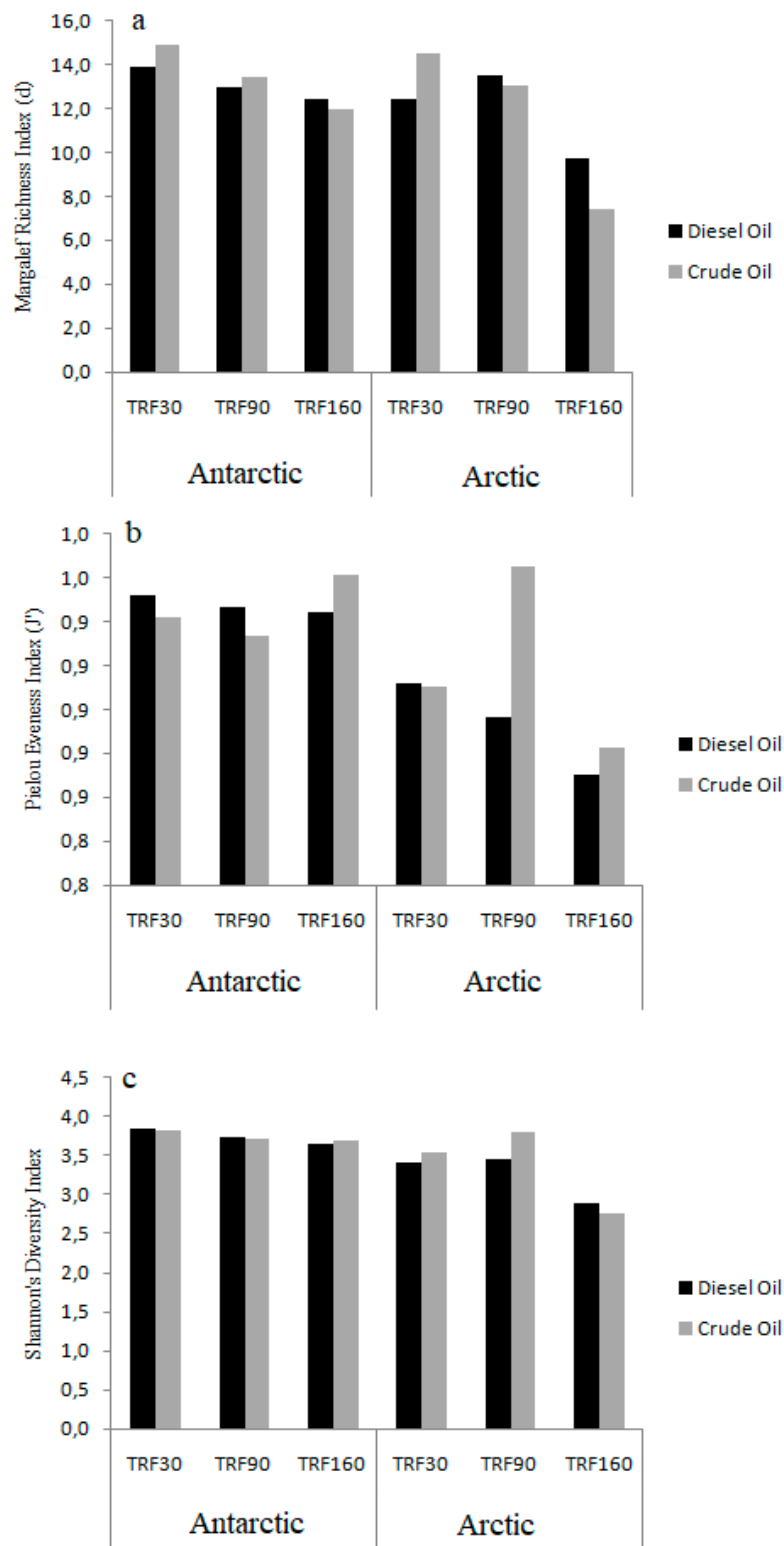 a
Margalef Richness Index (d)
16,0
14,0
12,0
10,0
8,0
6,0
4,0
2,0
0,0
TRF30 TRF90 TRF160 TRF30 TRF90 TRF160
Antarctic Arctic
Diesel Oil
Crude Oil
b
Pielou Eveness Index (J')
1,0
1,0
0,9
0,9
0,9
0,9
0,9
0,8
0,8
TRF30 TRF90 TRF160 TRF30 TRF90 TRF160
Antarctic Arctic
Diesel Oil
Crude Oil
c
Shannon's Diversity Index
4,5
4,0
3,5
3,0
2,5
2,0
1,5
1,0
0,5
0,0
TRF30 TRF90 TRF160 TRF30 TRF90 TRF160
Antarctic Arctic
Diesel Oil
Crude Oil